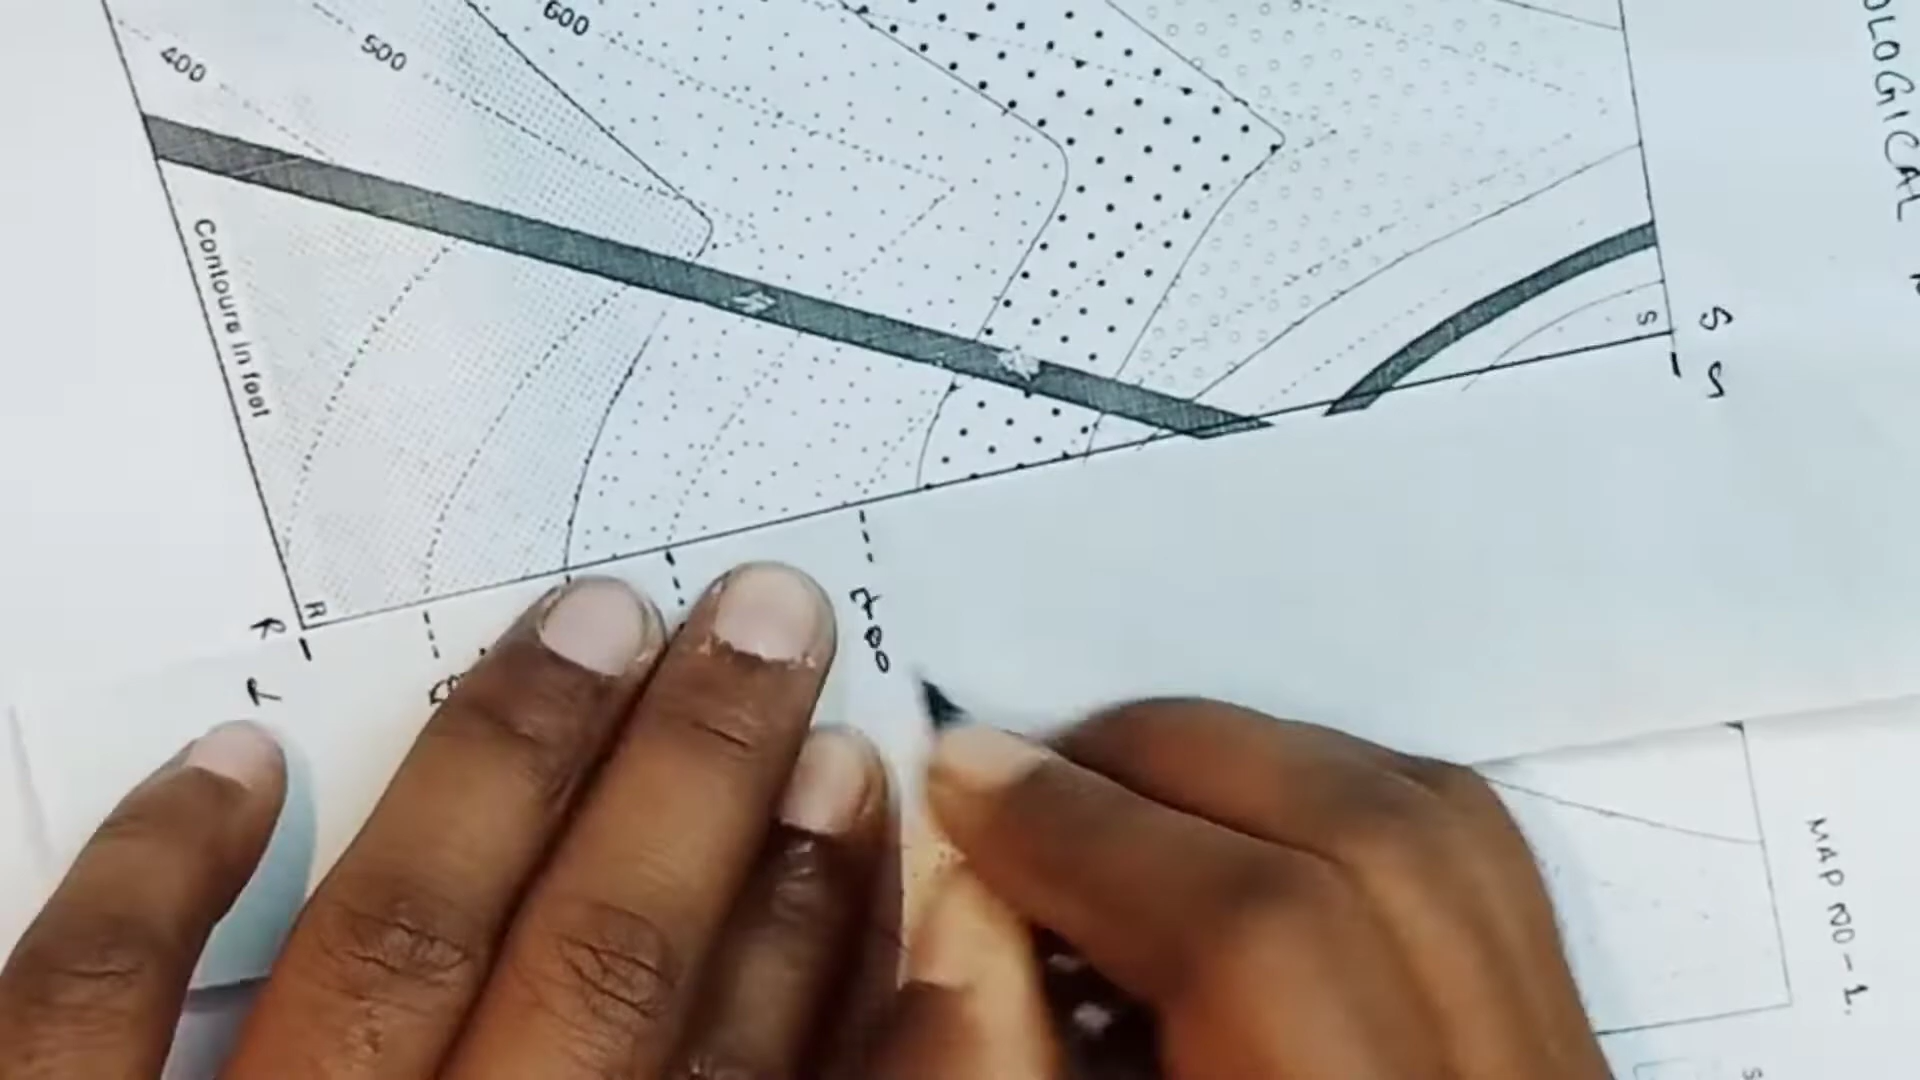 600
500
400
Contours in feet
OLOGICAL
S
S
S
R
R
700
MAP NO - 1.
S